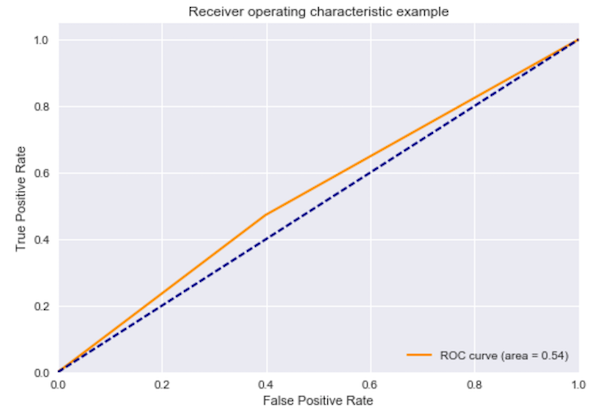 Receiver operating characteristic example
1.0
0.8
0.6
0.4
0.2
0.0
True Positive Rate
ROC curve (area = 0.54)
0.0 0.2 0.4 0.6 0.8 1.0
False Positive Rate